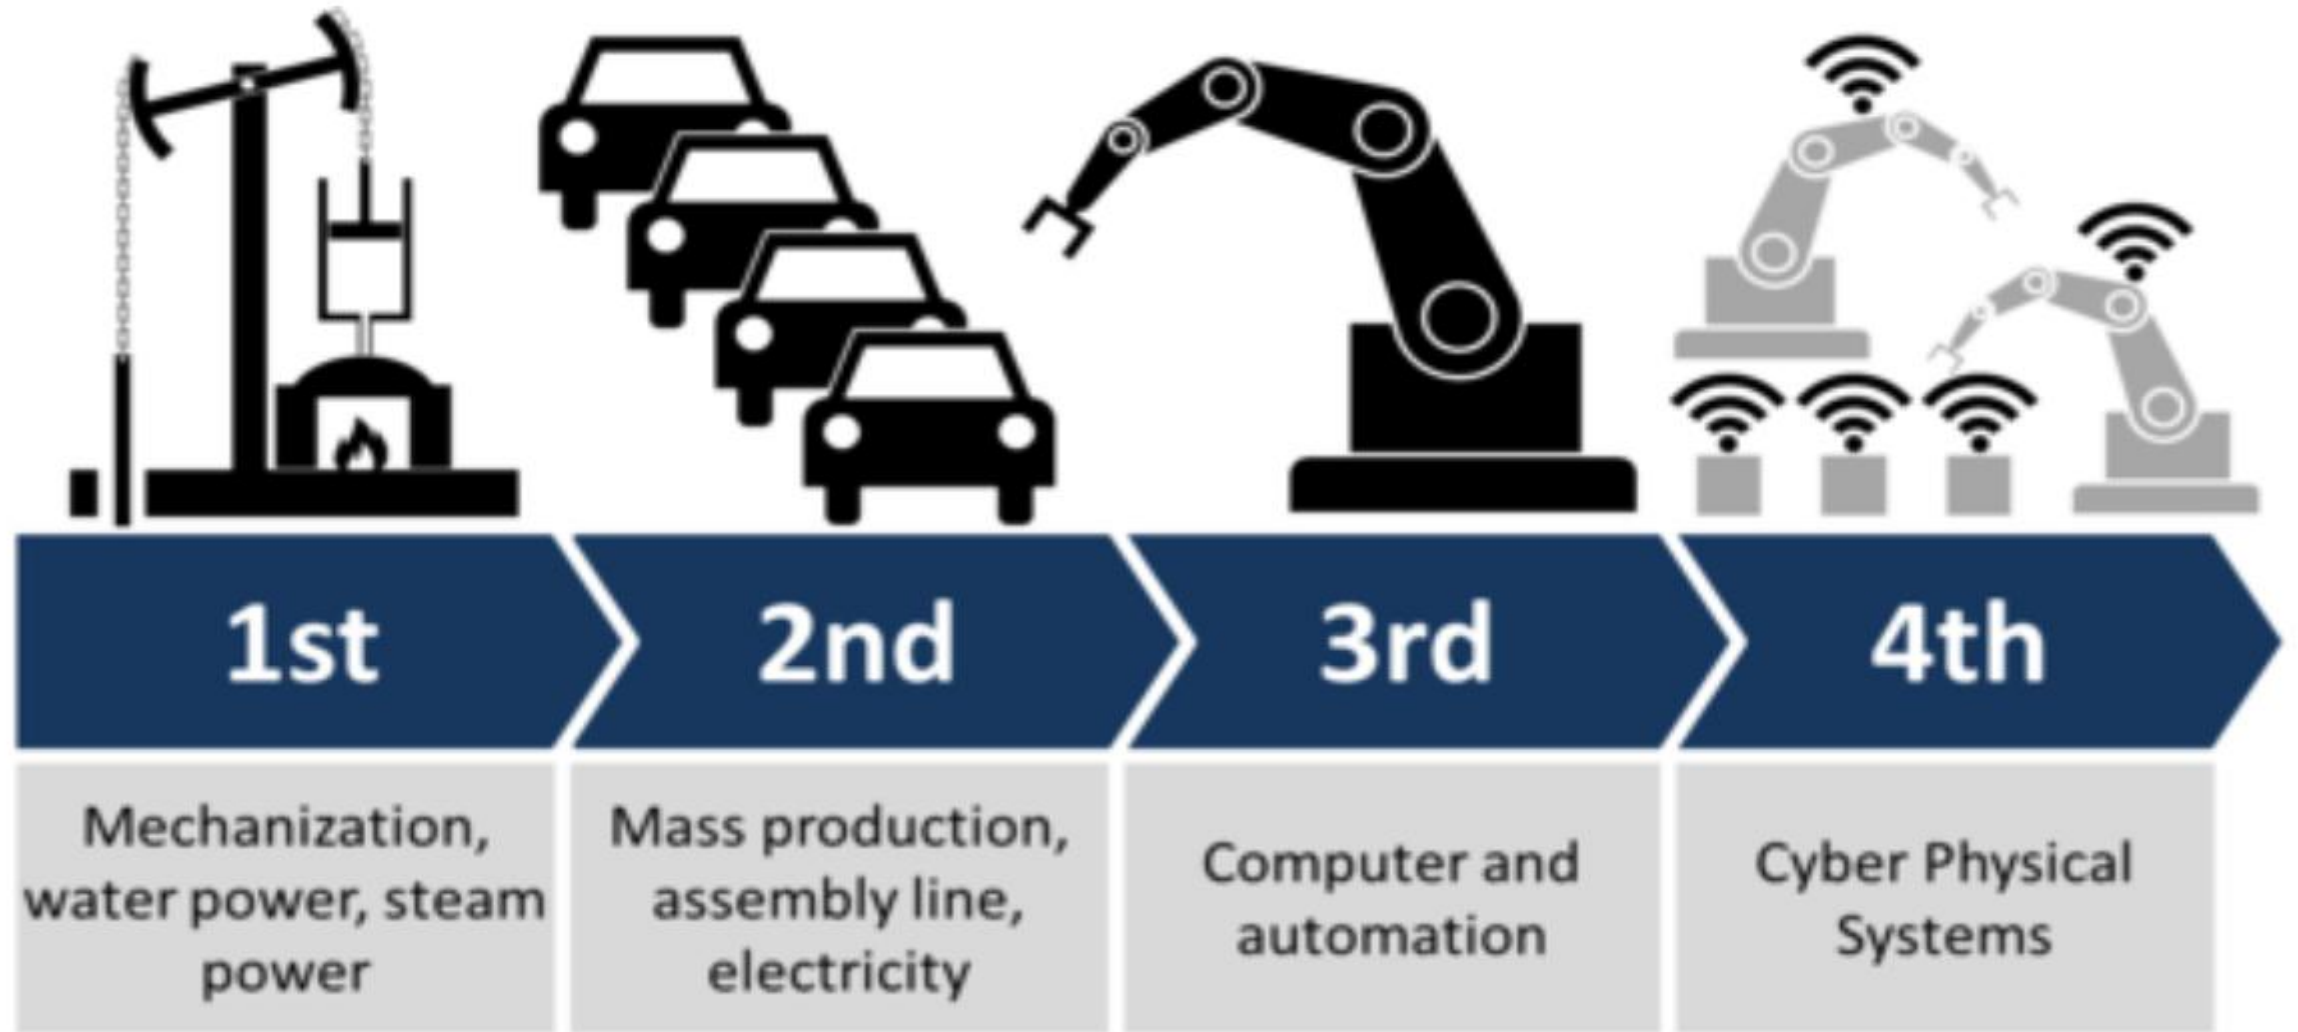 1st
2nd
3rd
4th
Mechanization,
water power, steam
power
Mass production,
assembly line,
electricity
Computer and
automation
Cyber Physical
Systems